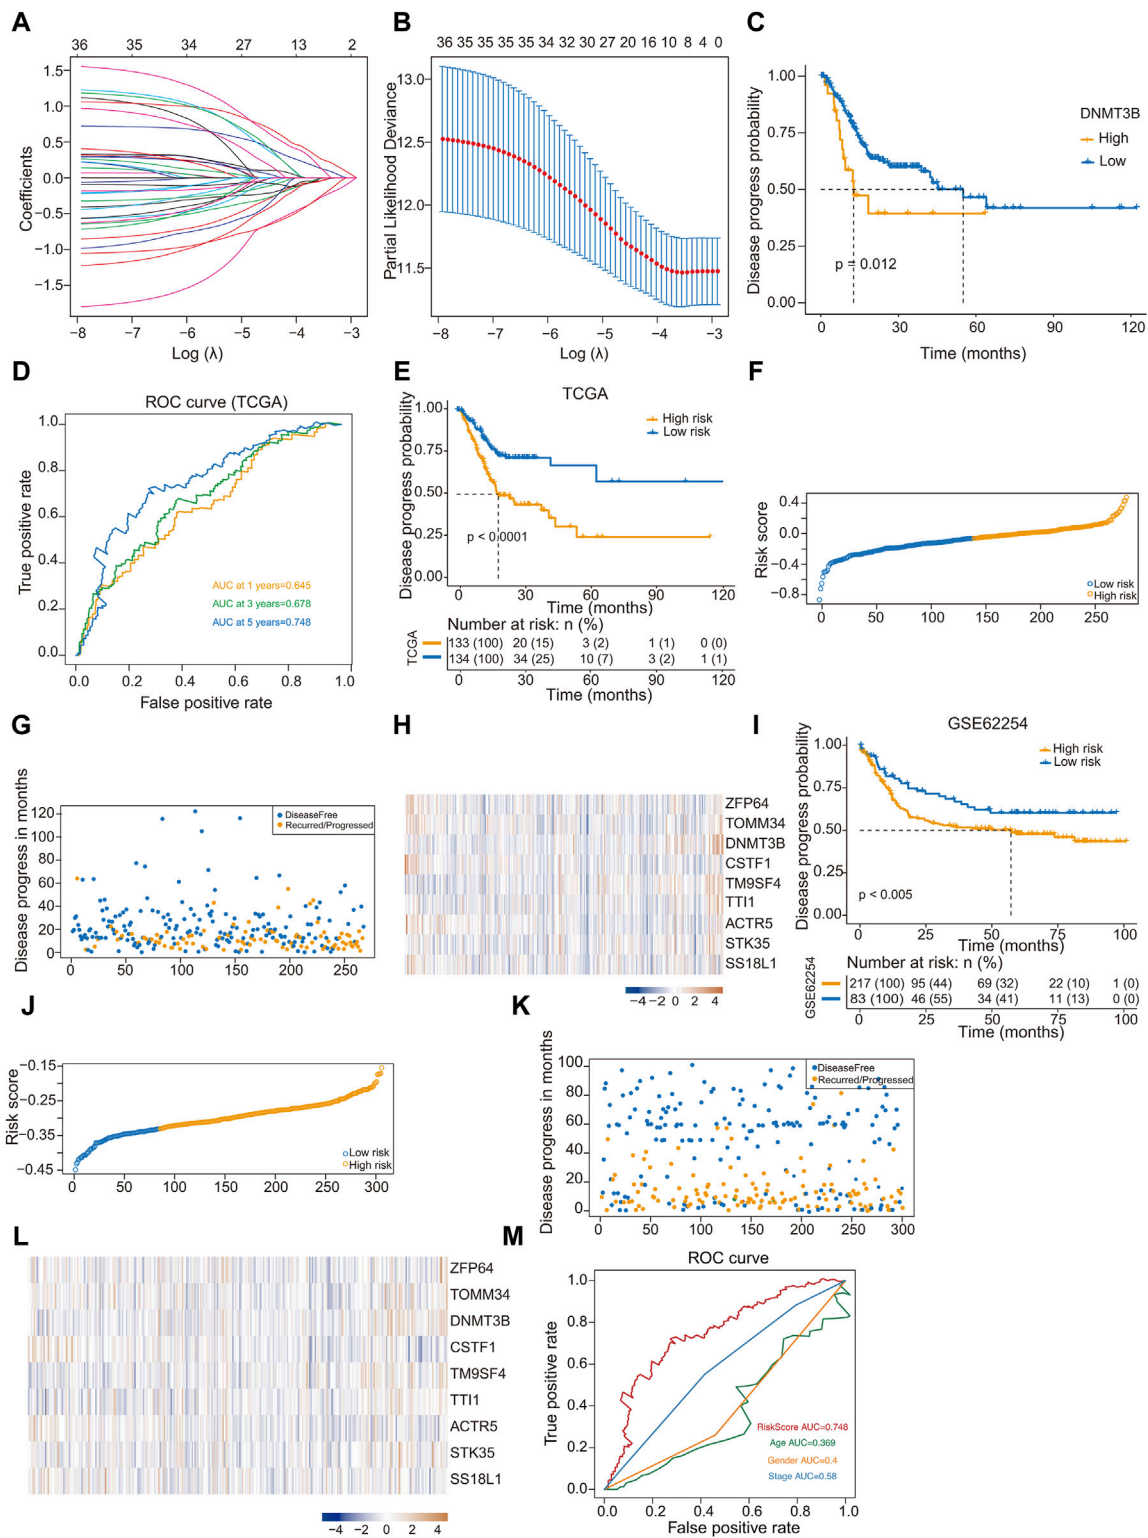 A
36 35 34 27 13 2
1.5
1.0
0.5
0.0
−0.5
−1.0
−1.5
Coefficients
−8 −7 −6 −5 −4 −3
Log (λ)
B
36 35 35 35 35 35 34 32 30 27 20 16 10 8 4 0
13.0
12.5
12.0
11.5
Partial Likelihood Deviance
−8 −7 −6 −5 −4 −3
Log (λ)
C
1.00
0.75
0.50
0.25
0.00
Disease progress probability
DNMT3B
High
Low
p = 0.012
0 30 60 90 120
Time (months)
D
ROC curve (TCGA)
1.0
0.8
0.6
0.4
0.2
0.0
True positive rate
AUC at 1 years=0.645
AUC at 3 years=0.678
AUC at 5 years=0.748
0.0 0.2 0.4 0.6 0.8 1.0
False positive rate
E
TCGA
1.00
0.75
0.50
0.25
0.00
Disease progress probability
High risk
Low risk
p < 0.0001
0 30 60 90 120
Time (months)
Number at risk: n (%)
TCGA
133 (100) 20 (15) 3 (2) 1 (1) 0 (0)
134 (100) 34 (25) 10 (7) 3 (2) 1 (1)
0 30 60 90 120
Time (months)
F
0.4
0.0
−0.4
−0.8
Risk score
Low risk
High risk
0 50 100 150 200 250
G
120
100
80
60
40
20
0
Disease progress in months
DiseaseFree
Recurred/Progressed
0 50 100 150 200 250
H
ZFP64
TOMM34
DNMT3B
CSTF1
TM9SF4
TTI1
ACTR5
STK35
SS18L1
−4 −2 0 2 4
I
GSE62254
1.00
0.75
0.50
0.25
0.00
Disease progress probability
High risk
Low risk
p < 0.005
0 25 50 75 100
Time (months)
Number at risk: n (%)
GSE62254
217 (100) 95 (44) 69 (32) 22 (10) 1 (0)
83 (100) 46 (55) 34 (41) 11 (13) 0 (0)
0 25 50 75 100
Time (months)
J
−0.15
−0.25
−0.35
−0.45
Risk score
Low risk
High risk
0 50 100 150 200 250 300
K
100
80
60
40
20
0
Disease progress in months
DiseaseFree
Recurred/Progressed
0 50 100 150 200 250 300
L
ZFP64
TOMM34
DNMT3B
CSTF1
TM9SF4
TTI1
ACTR5
STK35
SS18L1
−4 −2 0 2 4
M
ROC curve
1.0
0.8
0.6
0.4
0.2
0.0
True positive rate
RiskScore AUC=0.748
Age AUC=0.369
Gender AUC=0.4
Stage AUC=0.58
0.0 0.2 0.4 0.6 0.8 1.0
False positive rate